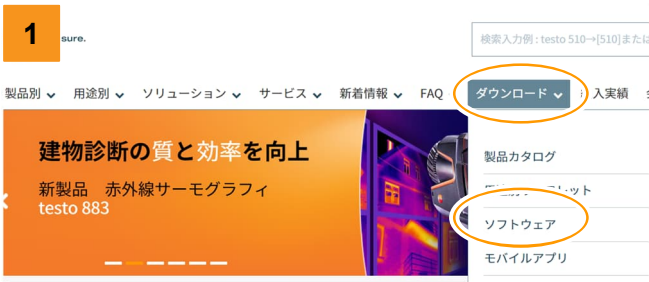 1
sure.
検索入力例 : testo 510→[510]または
製品別 用途別 ソリューション サービス 新着情報 FAQ ダウンロード 入実績
建物診断の質と効率を向上
製品カタログ
新製品 赤外線サーモグラフィ
testo 883
ソフトウェア
モバイルアプリ